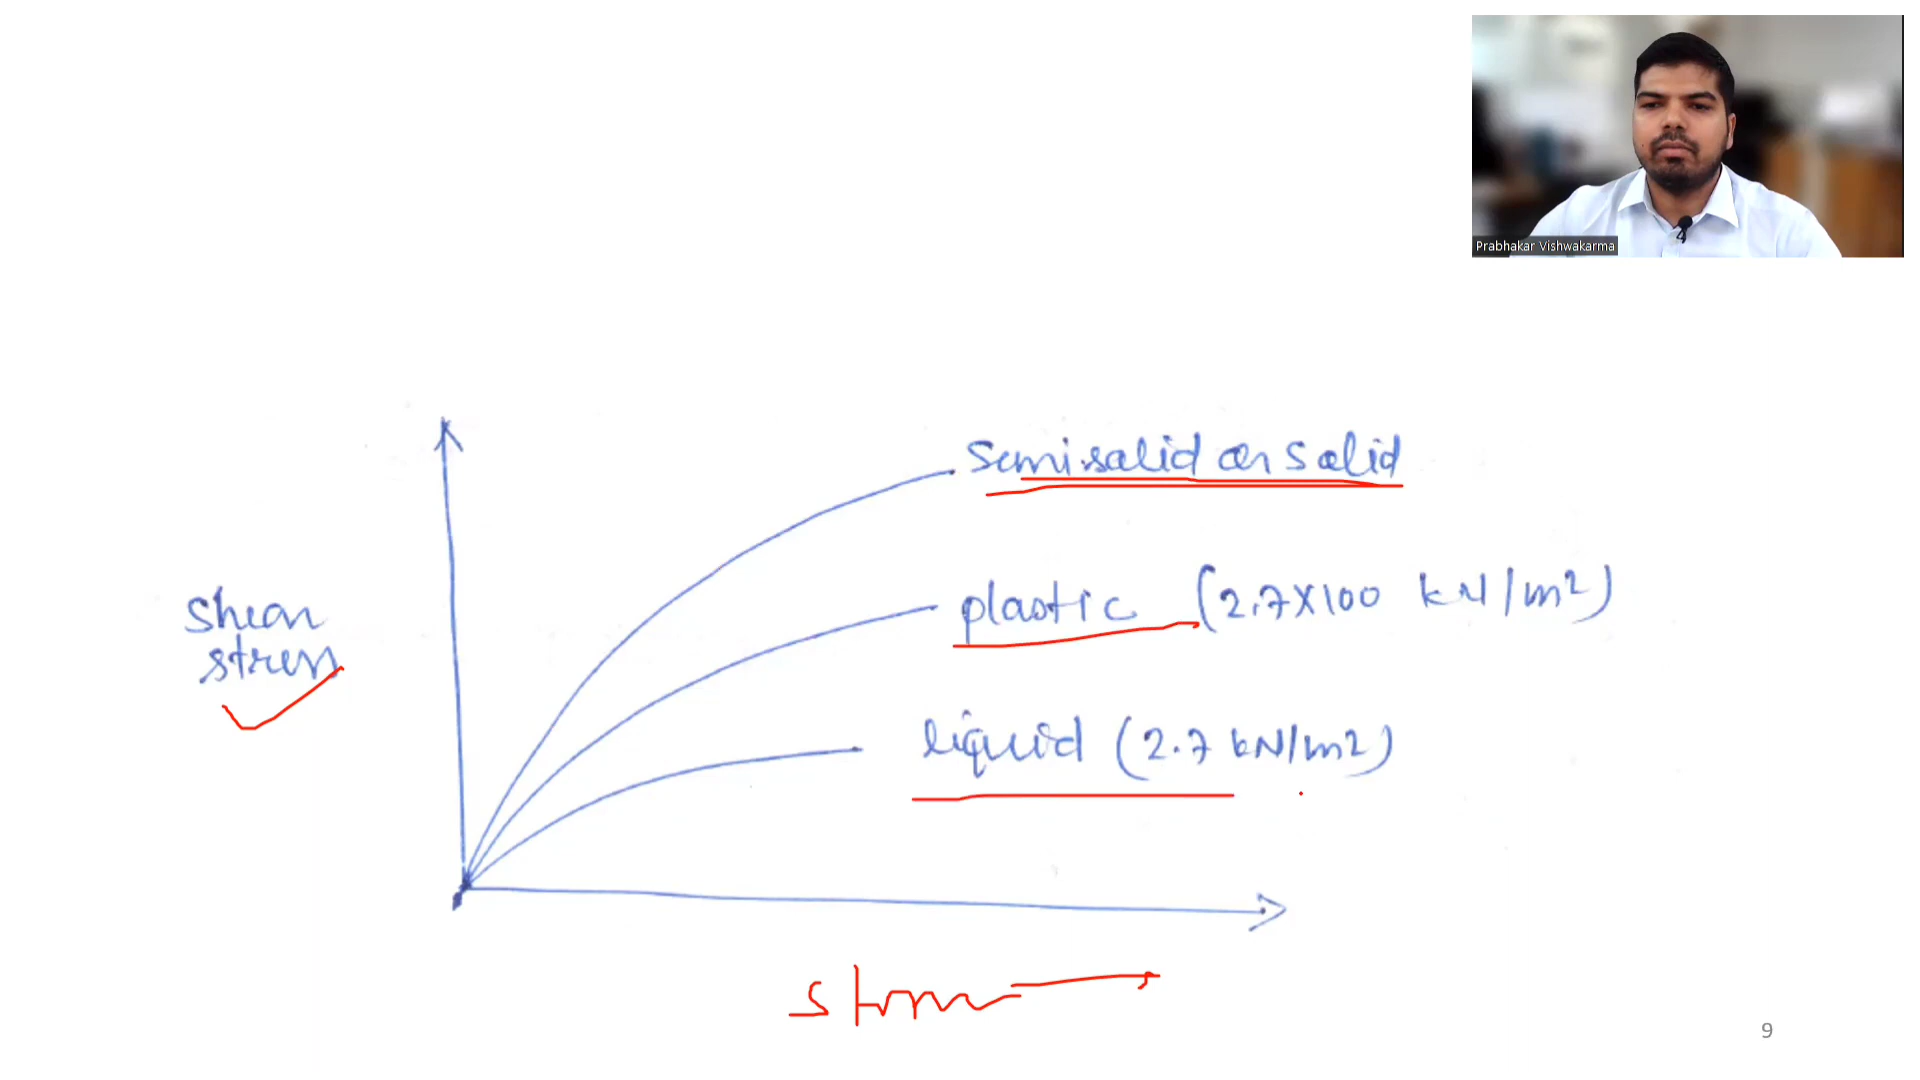 Prabhakar Vishwakarma
semisolid or solid
plastic (2.7X100 kN/m2)
shear
stress
liquid (2.7 kN/m2)
strain
9